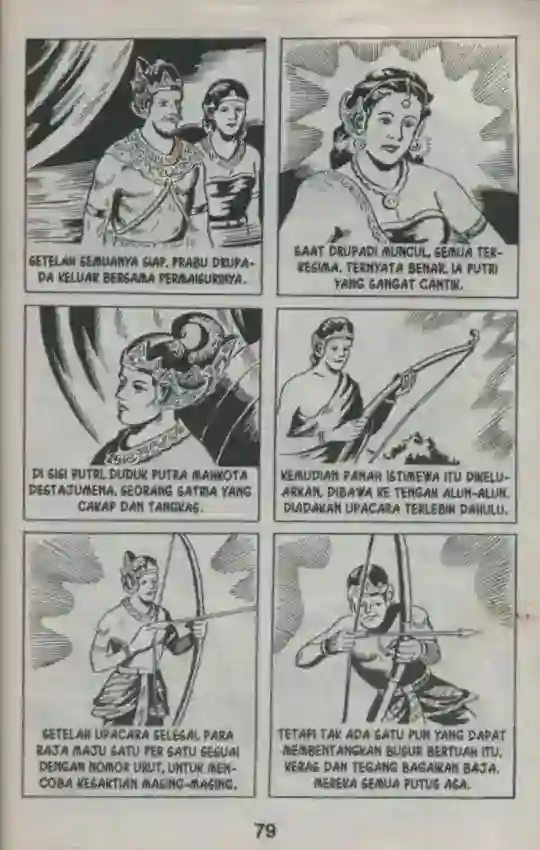 SETELAH SEMUANYA SIAP, PRABU DRUPA-
DA KELUAR BERSAMA PERMAISURINYA.
SAAT DRUPADI MUNCUL, SEMUA TER-
KESIMA. TERNYATA BENAR, IA PUTRI
YANG SANGAT CANTIK.
DI SISI PUTRI, DUDUK PUTRA MAHKOTA
DESTAJUMENA, SEORANG SATRIA YANG
CAKAP DAN TANGKAS.
KEMUDIAN PANAH ISTIMEWA ITU DIKELU-
ARKAN, DIBAWA KE TENGAH ALUN-ALUN.
DIADAKAN UPACARA TERLEBIH DAHULU.
SETELAH UPACARA SELESAI, PARA
RAJA MAJU SATU PER SATU SESUAI
DENGAN NOMOR URUT, UNTUK MEN-
COBA KESAKTIAN MASING-MASING.
TETAPI TAK ADA SATU PUN YANG DAPAT
MEMBENTANGKAN BUSUR BERTUAH ITU.
KERAS DAN TEGANG BAGAIKAN BAJA.
MEREKA SEMUA PUTUS ASA.
79